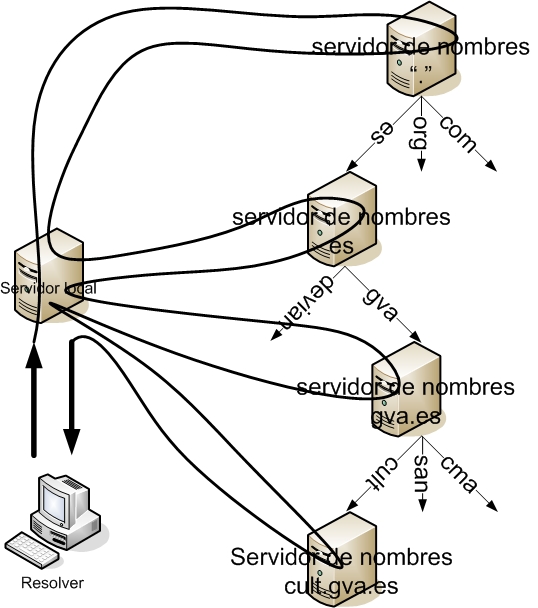 servidor de nombres
“.”
es
org
com
servidor de nombres
es
Servidor local
devian
gva
servidor de nombres
gva.es
cult
san
cma
Servidor de nombres
cult.gva.es
Resolver